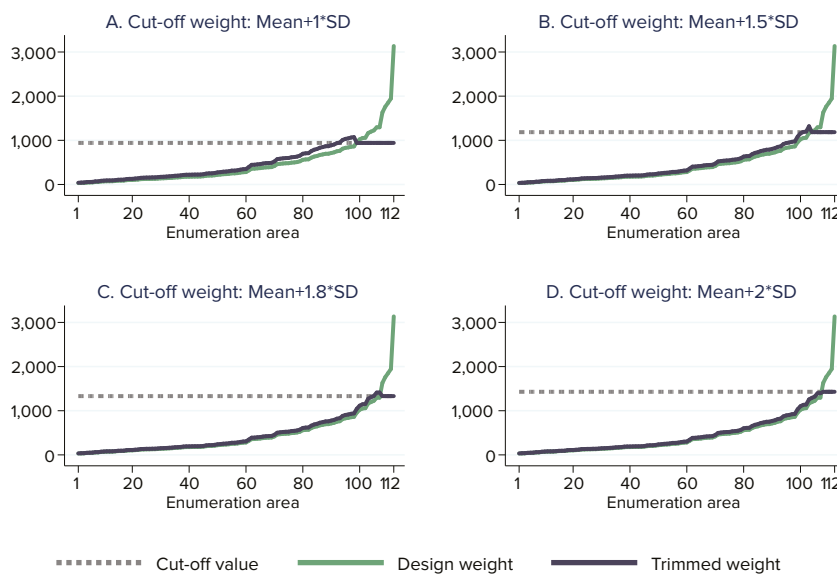 A. Cut-off weight: Mean+1*SD
3,000
2,000
1,000
0
1 20 40 60 80 100 112
Enumeration area
B. Cut-off weight: Mean+1.5*SD
3,000
2,000
1,000
0
1 20 40 60 80 100 112
Enumeration area
C. Cut-off weight: Mean+1.8*SD
3,000
2,000
1,000
0
1 20 40 60 80 100 112
Enumeration area
D. Cut-off weight: Mean+2*SD
3,000
2,000
1,000
0
1 20 40 60 80 100 112
Enumeration area
Cut-off value Design weight Trimmed weight